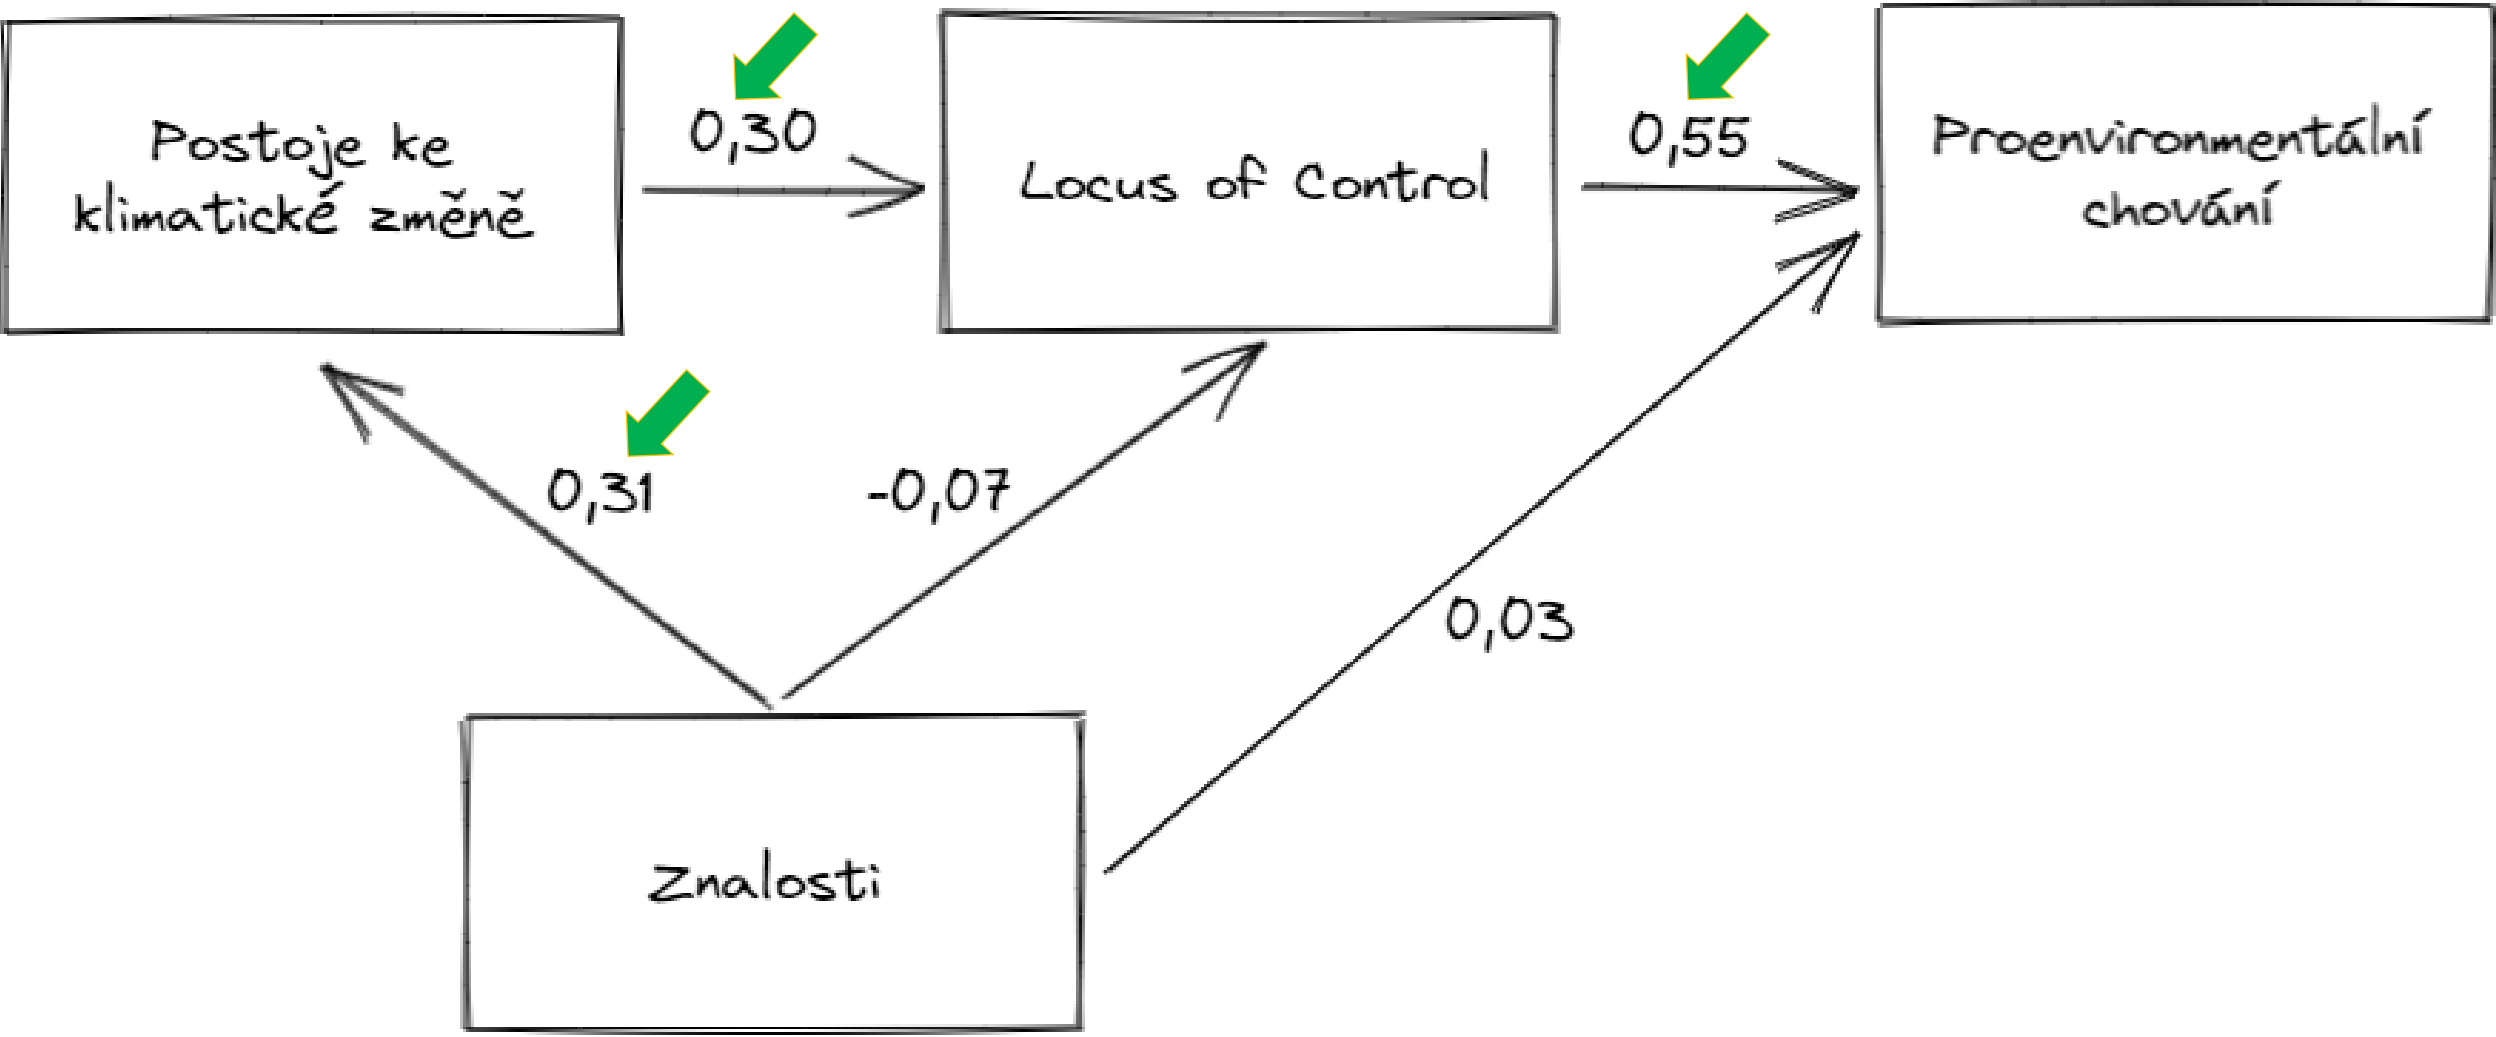 Postoje ke
klimatické změně
0,30
Locus of Control
0,55
Proenvironmentální
chování
0,31
-0,07
0,03
Znalosti